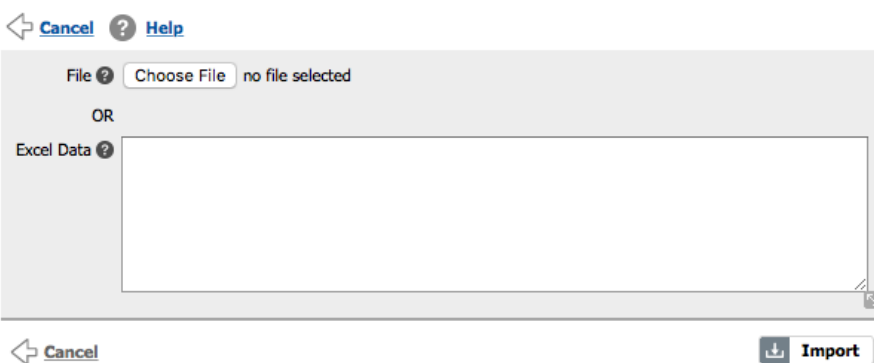 Cancel ? Help
File ? Choose File no file selected
OR
Excel Data ?
Cancel Import